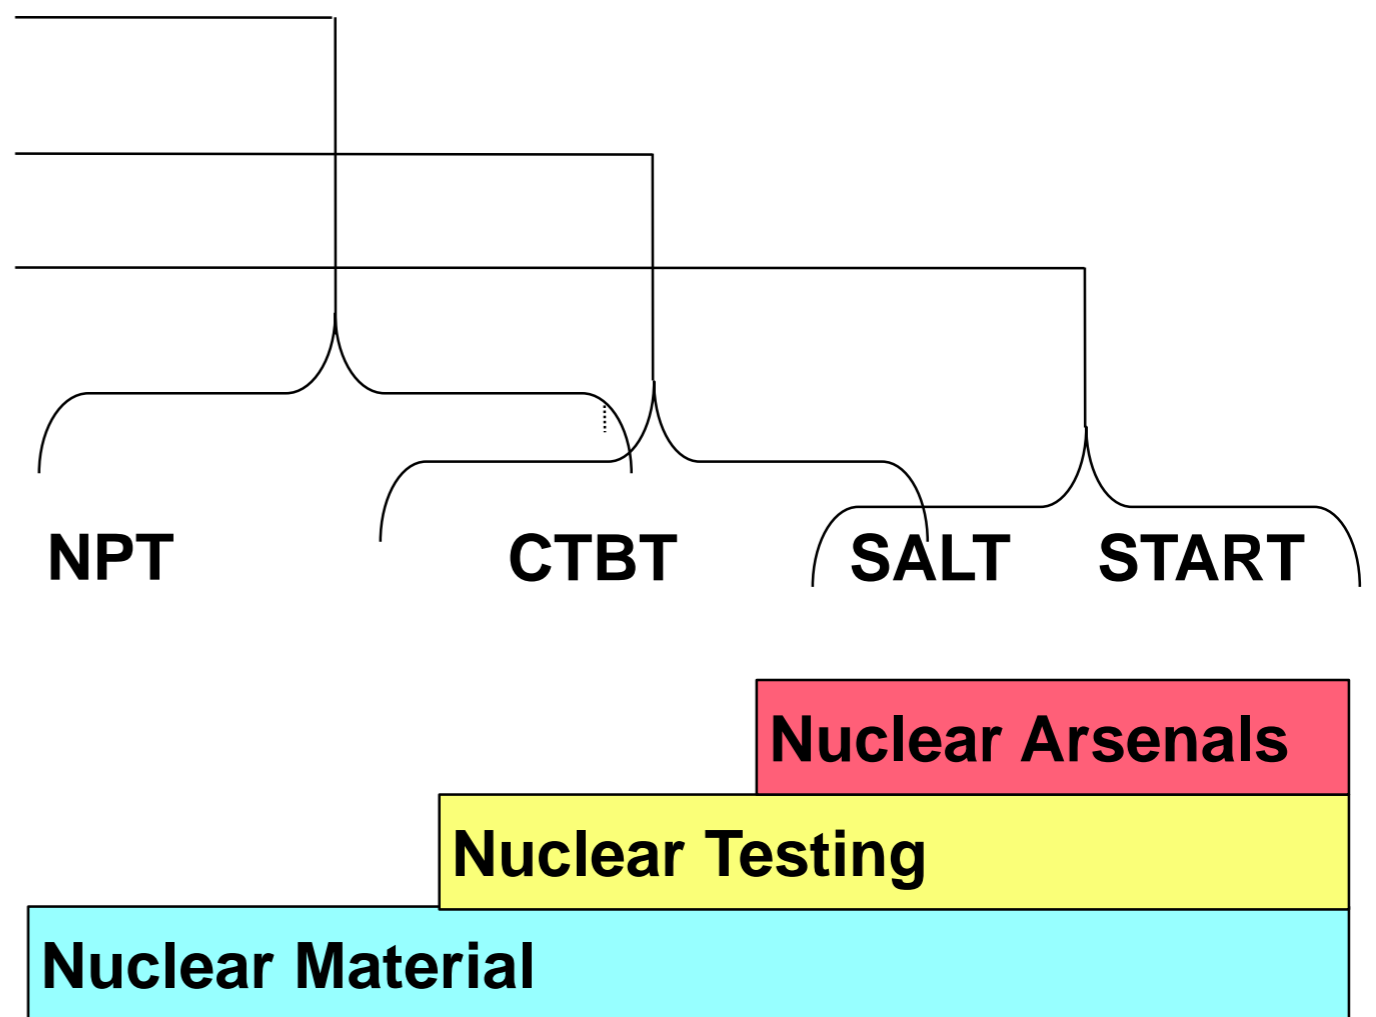 NPT CTBT SALT START
Nuclear Arsenals
Nuclear Testing
Nuclear Material